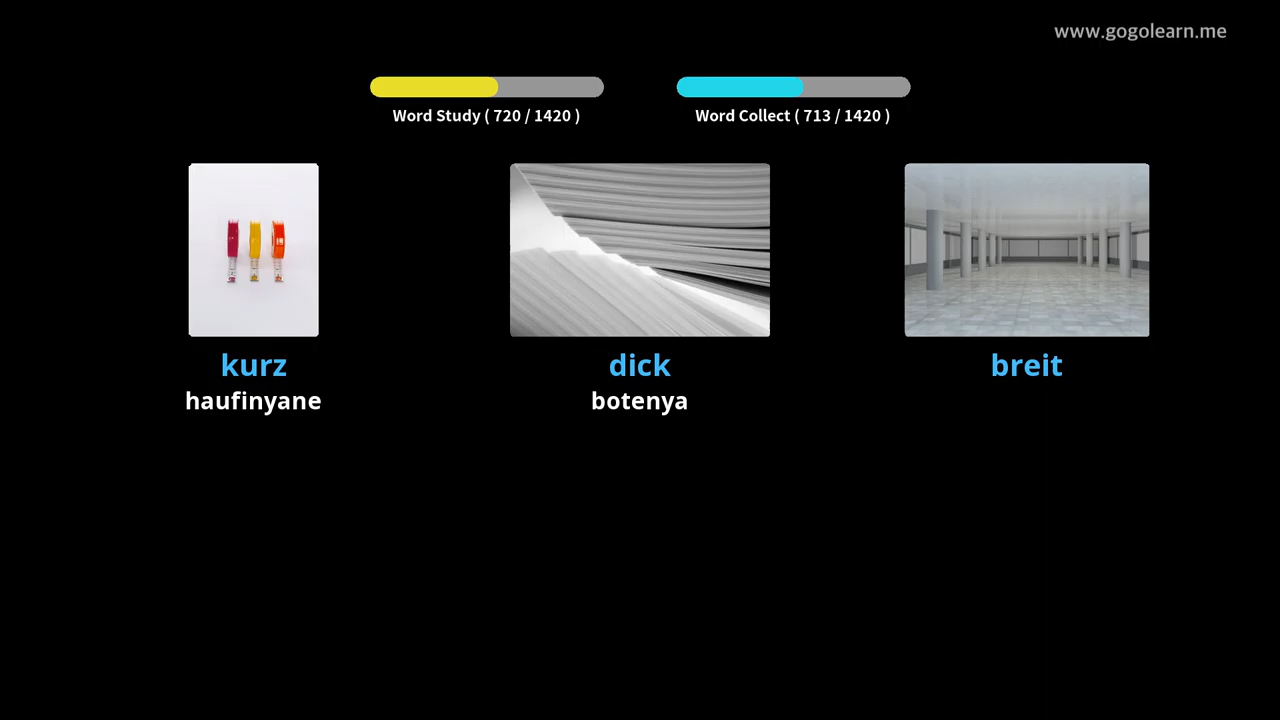 www.gogolearn.me
Word Study ( 720 / 1420 )
Word Collect ( 713 / 1420 )
kurz
haufinyane
dick
botenya
breit